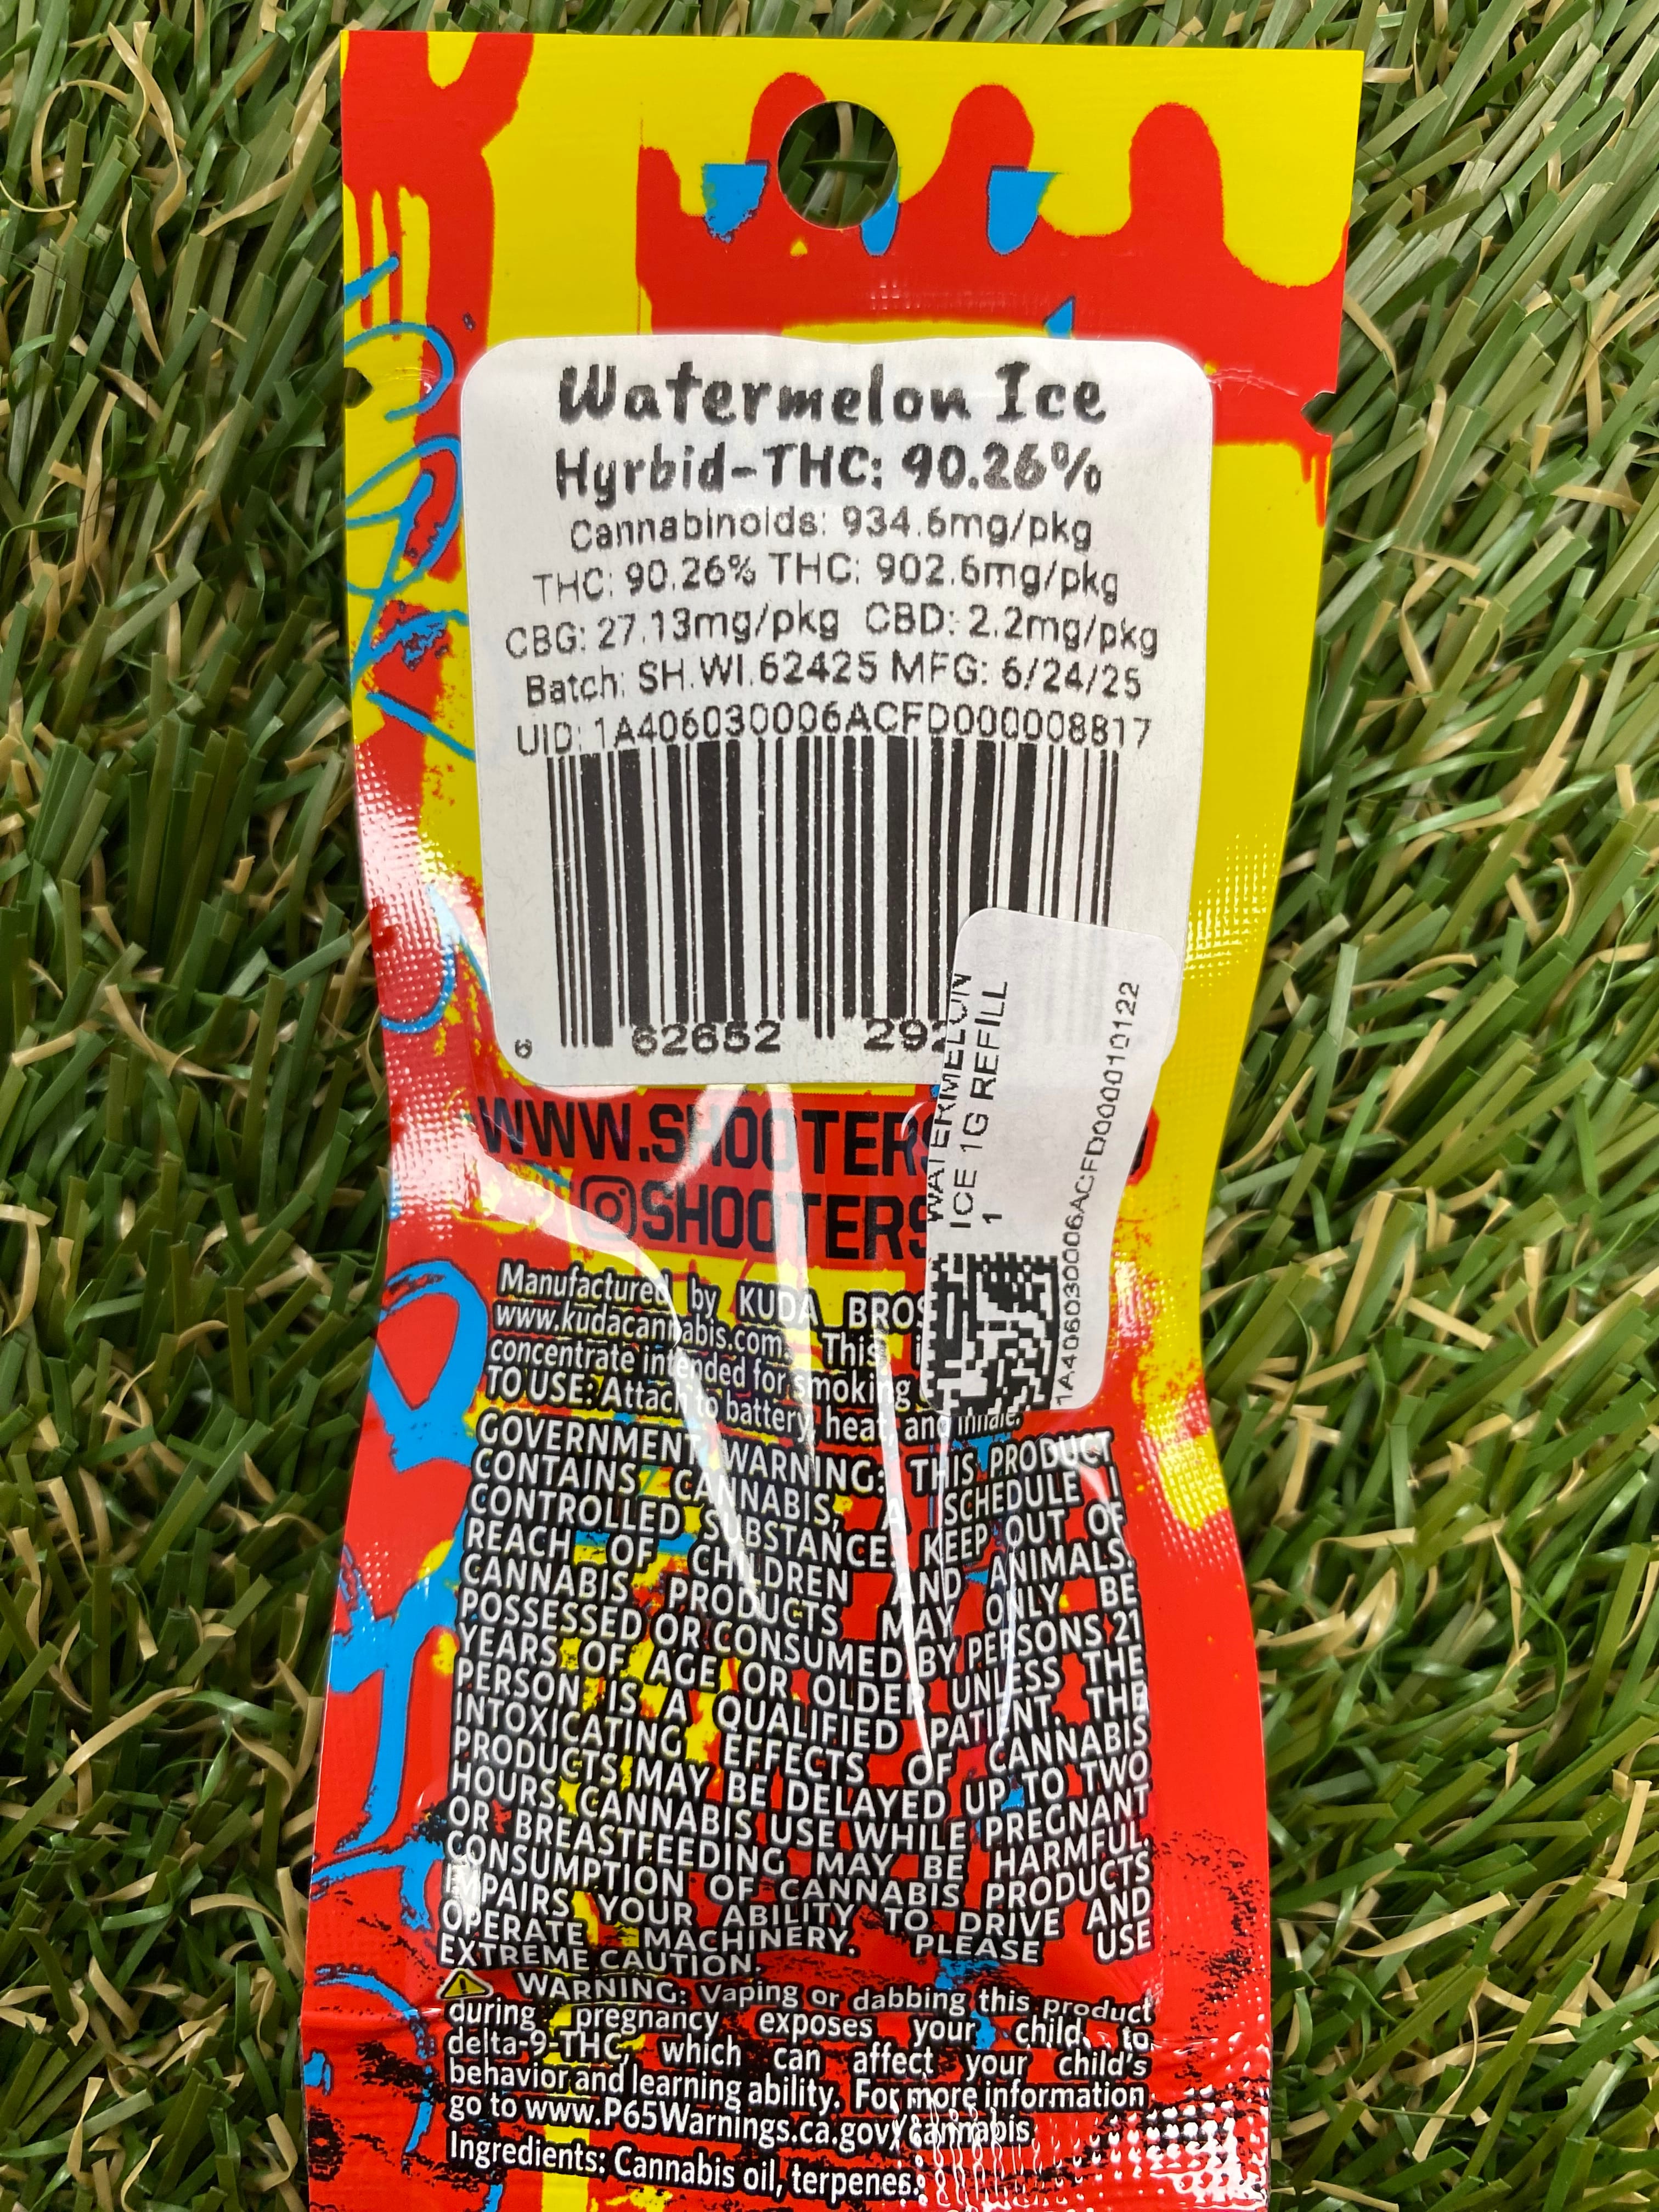 Watermelon Ice
Hyrbid-THC: 90.26%
Cannabinoids: 934.6mg/pkg
THC: 90.26% THC: 902.6mg/pkg
CBG: 27.13mg/pkg CBD: 2.2mg/pkg
Batch: SH.WI.62425 MFG: 6/24/25
UID: 1A406030006ACFD000008817
6 62662 292
WATERMELON
ICE 1G REFILL
1
1A406030006ACFD000010122
WWW.SHOOTERS
@SHOOTERS
Manufactured by KUDA BROS
www.kudacannabis.com. This
concentrate intended for smoking
TO USE: Attach to battery, heat, and inhale.
GOVERNMENT WARNING: THIS PRODUCT
CONTAINS CANNABIS, A SCHEDULE I
CONTROLLED SUBSTANCE. KEEP OUT OF
REACH OF CHILDREN AND ANIMALS.
CANNABIS PRODUCTS MAY ONLY BE
POSSESSED OR CONSUMED BY PERSONS 21
YEARS OF AGE OR OLDER UNLESS THE
PERSON IS A QUALIFIED PATIENT. THE
INTOXICATING EFFECTS OF CANNABIS
PRODUCTS MAY BE DELAYED UP TO TWO
HOURS. CANNABIS USE WHILE PREGNANT
OR BREASTFEEDING MAY BE HARMFUL.
CONSUMPTION OF CANNABIS PRODUCTS
IMPAIRS YOUR ABILITY TO DRIVE AND
OPERATE MACHINERY. PLEASE USE
EXTREME CAUTION.
WARNING: Vaping or dabbing this product
during pregnancy exposes your child to
delta-9-THC, which can affect your child's
behavior and learning ability. For more information
go to www.P65Warnings.ca.gov/cannabis
Ingredients: Cannabis oil, terpenes.